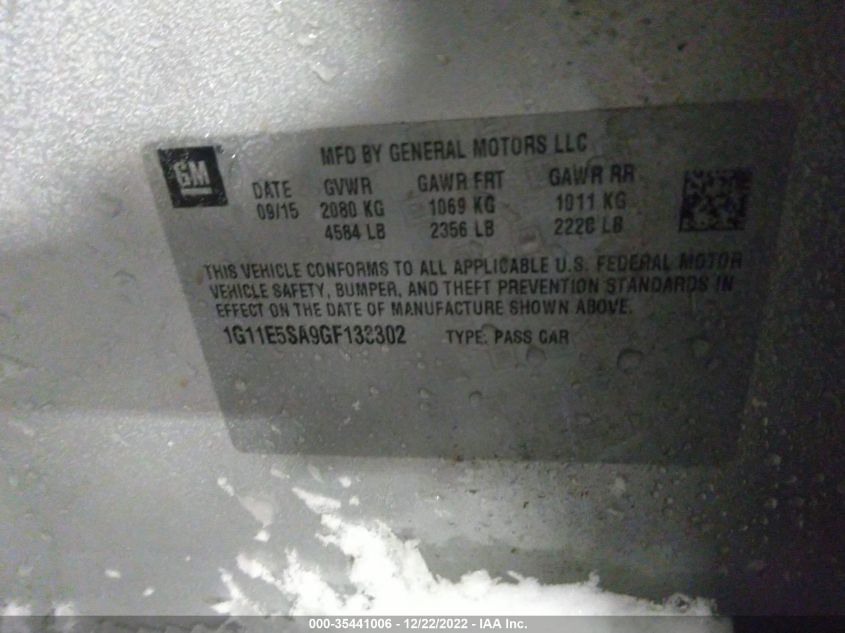 GM
MFD BY GENERAL MOTORS LLC
DATE GVWR GAWR FRT GAWR RR
09/15 2080 KG 1069 KG 1011 KG
4584 LB 2356 LB 2228 LB
THIS VEHICLE CONFORMS TO ALL APPLICABLE U.S. FEDERAL MOTOR
VEHICLE SAFETY, BUMPER, AND THEFT PREVENTION STANDARDS IN
EFFECT ON THE DATE OF MANUFACTURE SHOWN ABOVE.
1G11E5SA9GF133302 TYPE: PASS CAR
000-35441006 - 12/22/2022 - IAA Inc.